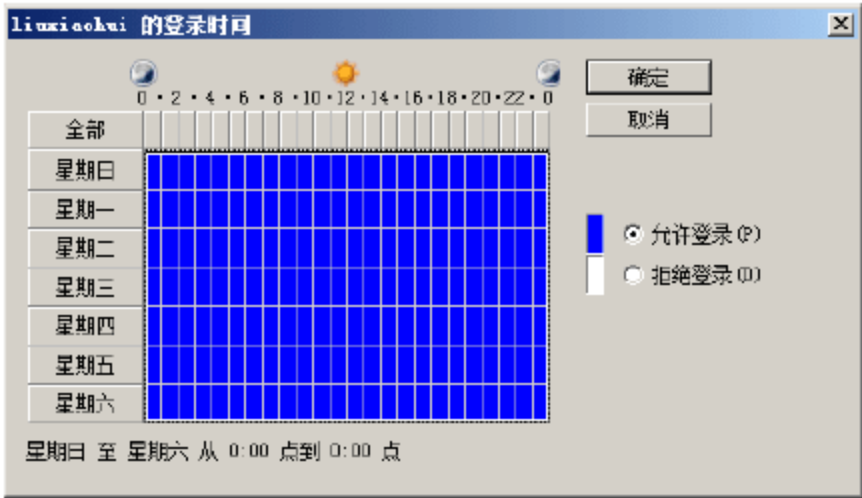 liuxiaohui 的登录时间
确定
0·2·4·6·8·10·12·14·16·18·20·22·0
取消
全部
星期日
星期一
星期二
允许登录(P)
星期三
拒绝登录(D)
星期四
星期五
星期六
星期日 至 星期六 从 0:00 点到 0:00 点